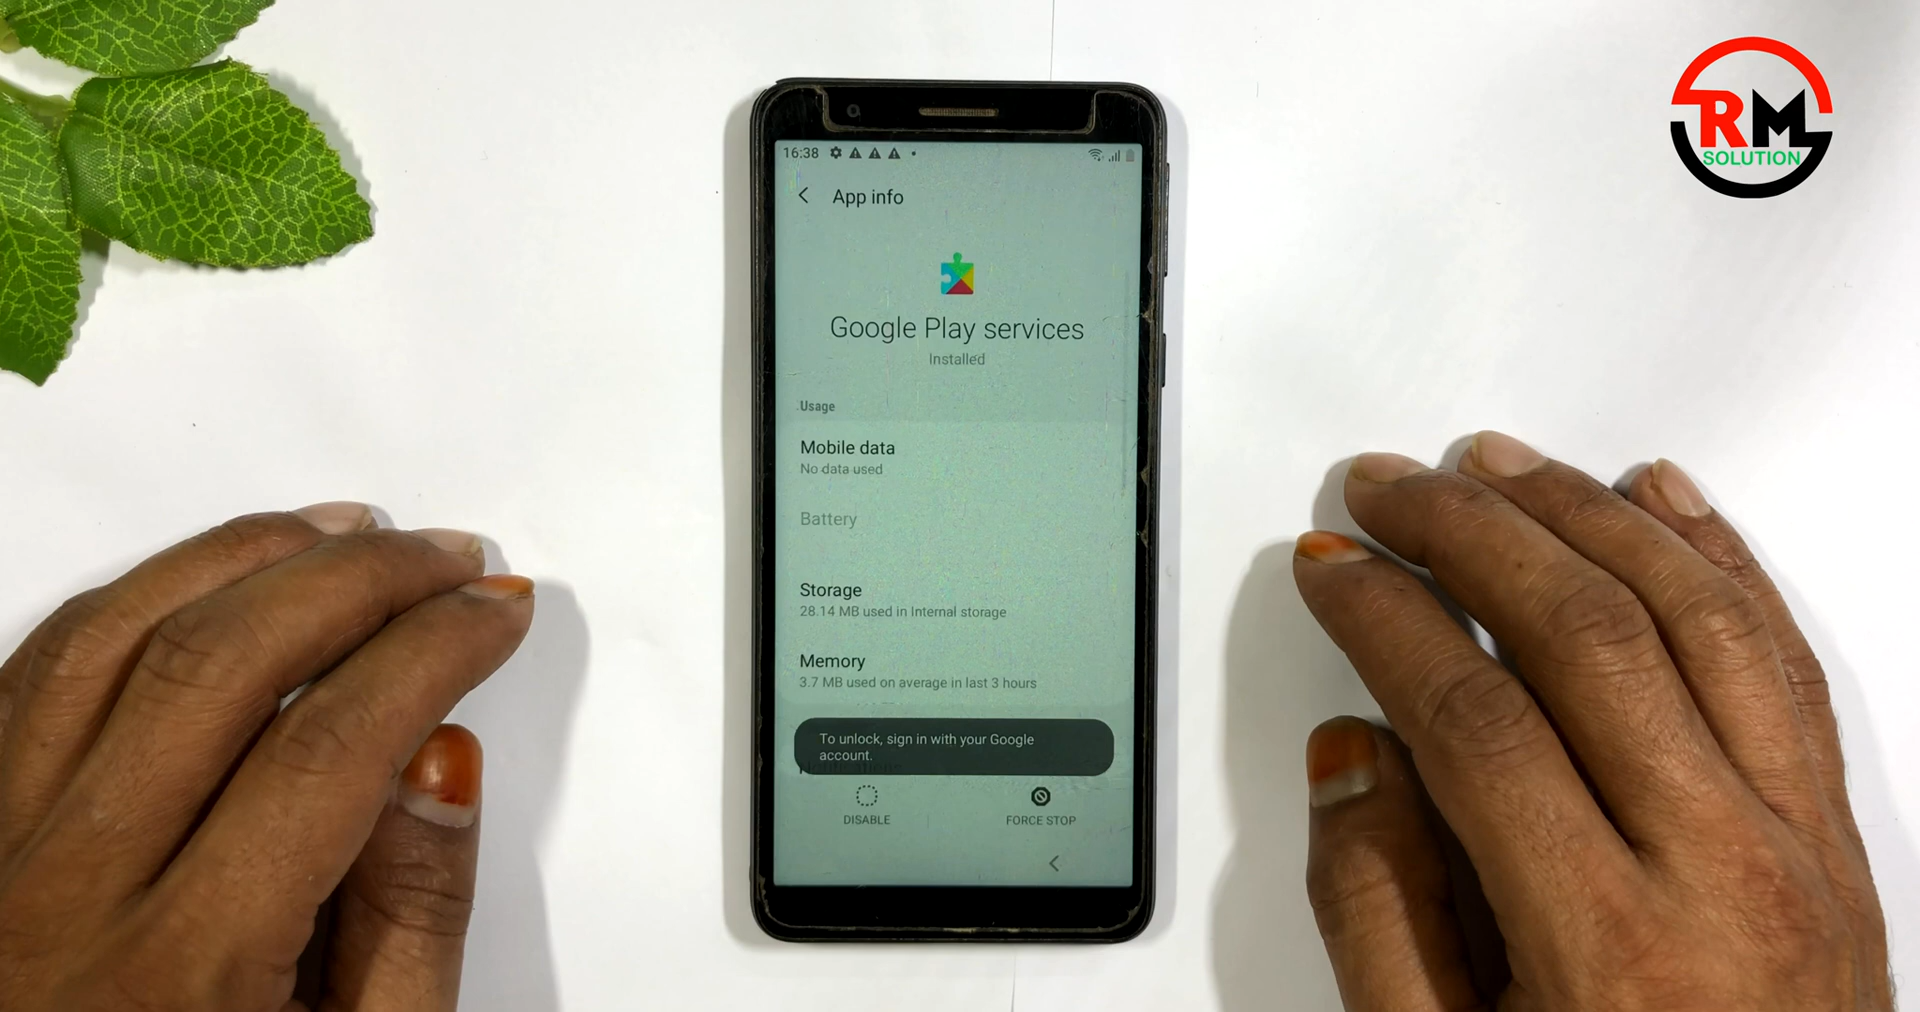 RM
SOLUTION
16:38
App info
Google Play services
Installed
Usage
Mobile data
No data used
Battery
Storage
28.14 MB used in Internal storage
Memory
3.7 MB used on average in last 3 hours
To unlock, sign in with your Google
account.
Notifications
DISABLE
FORCE STOP